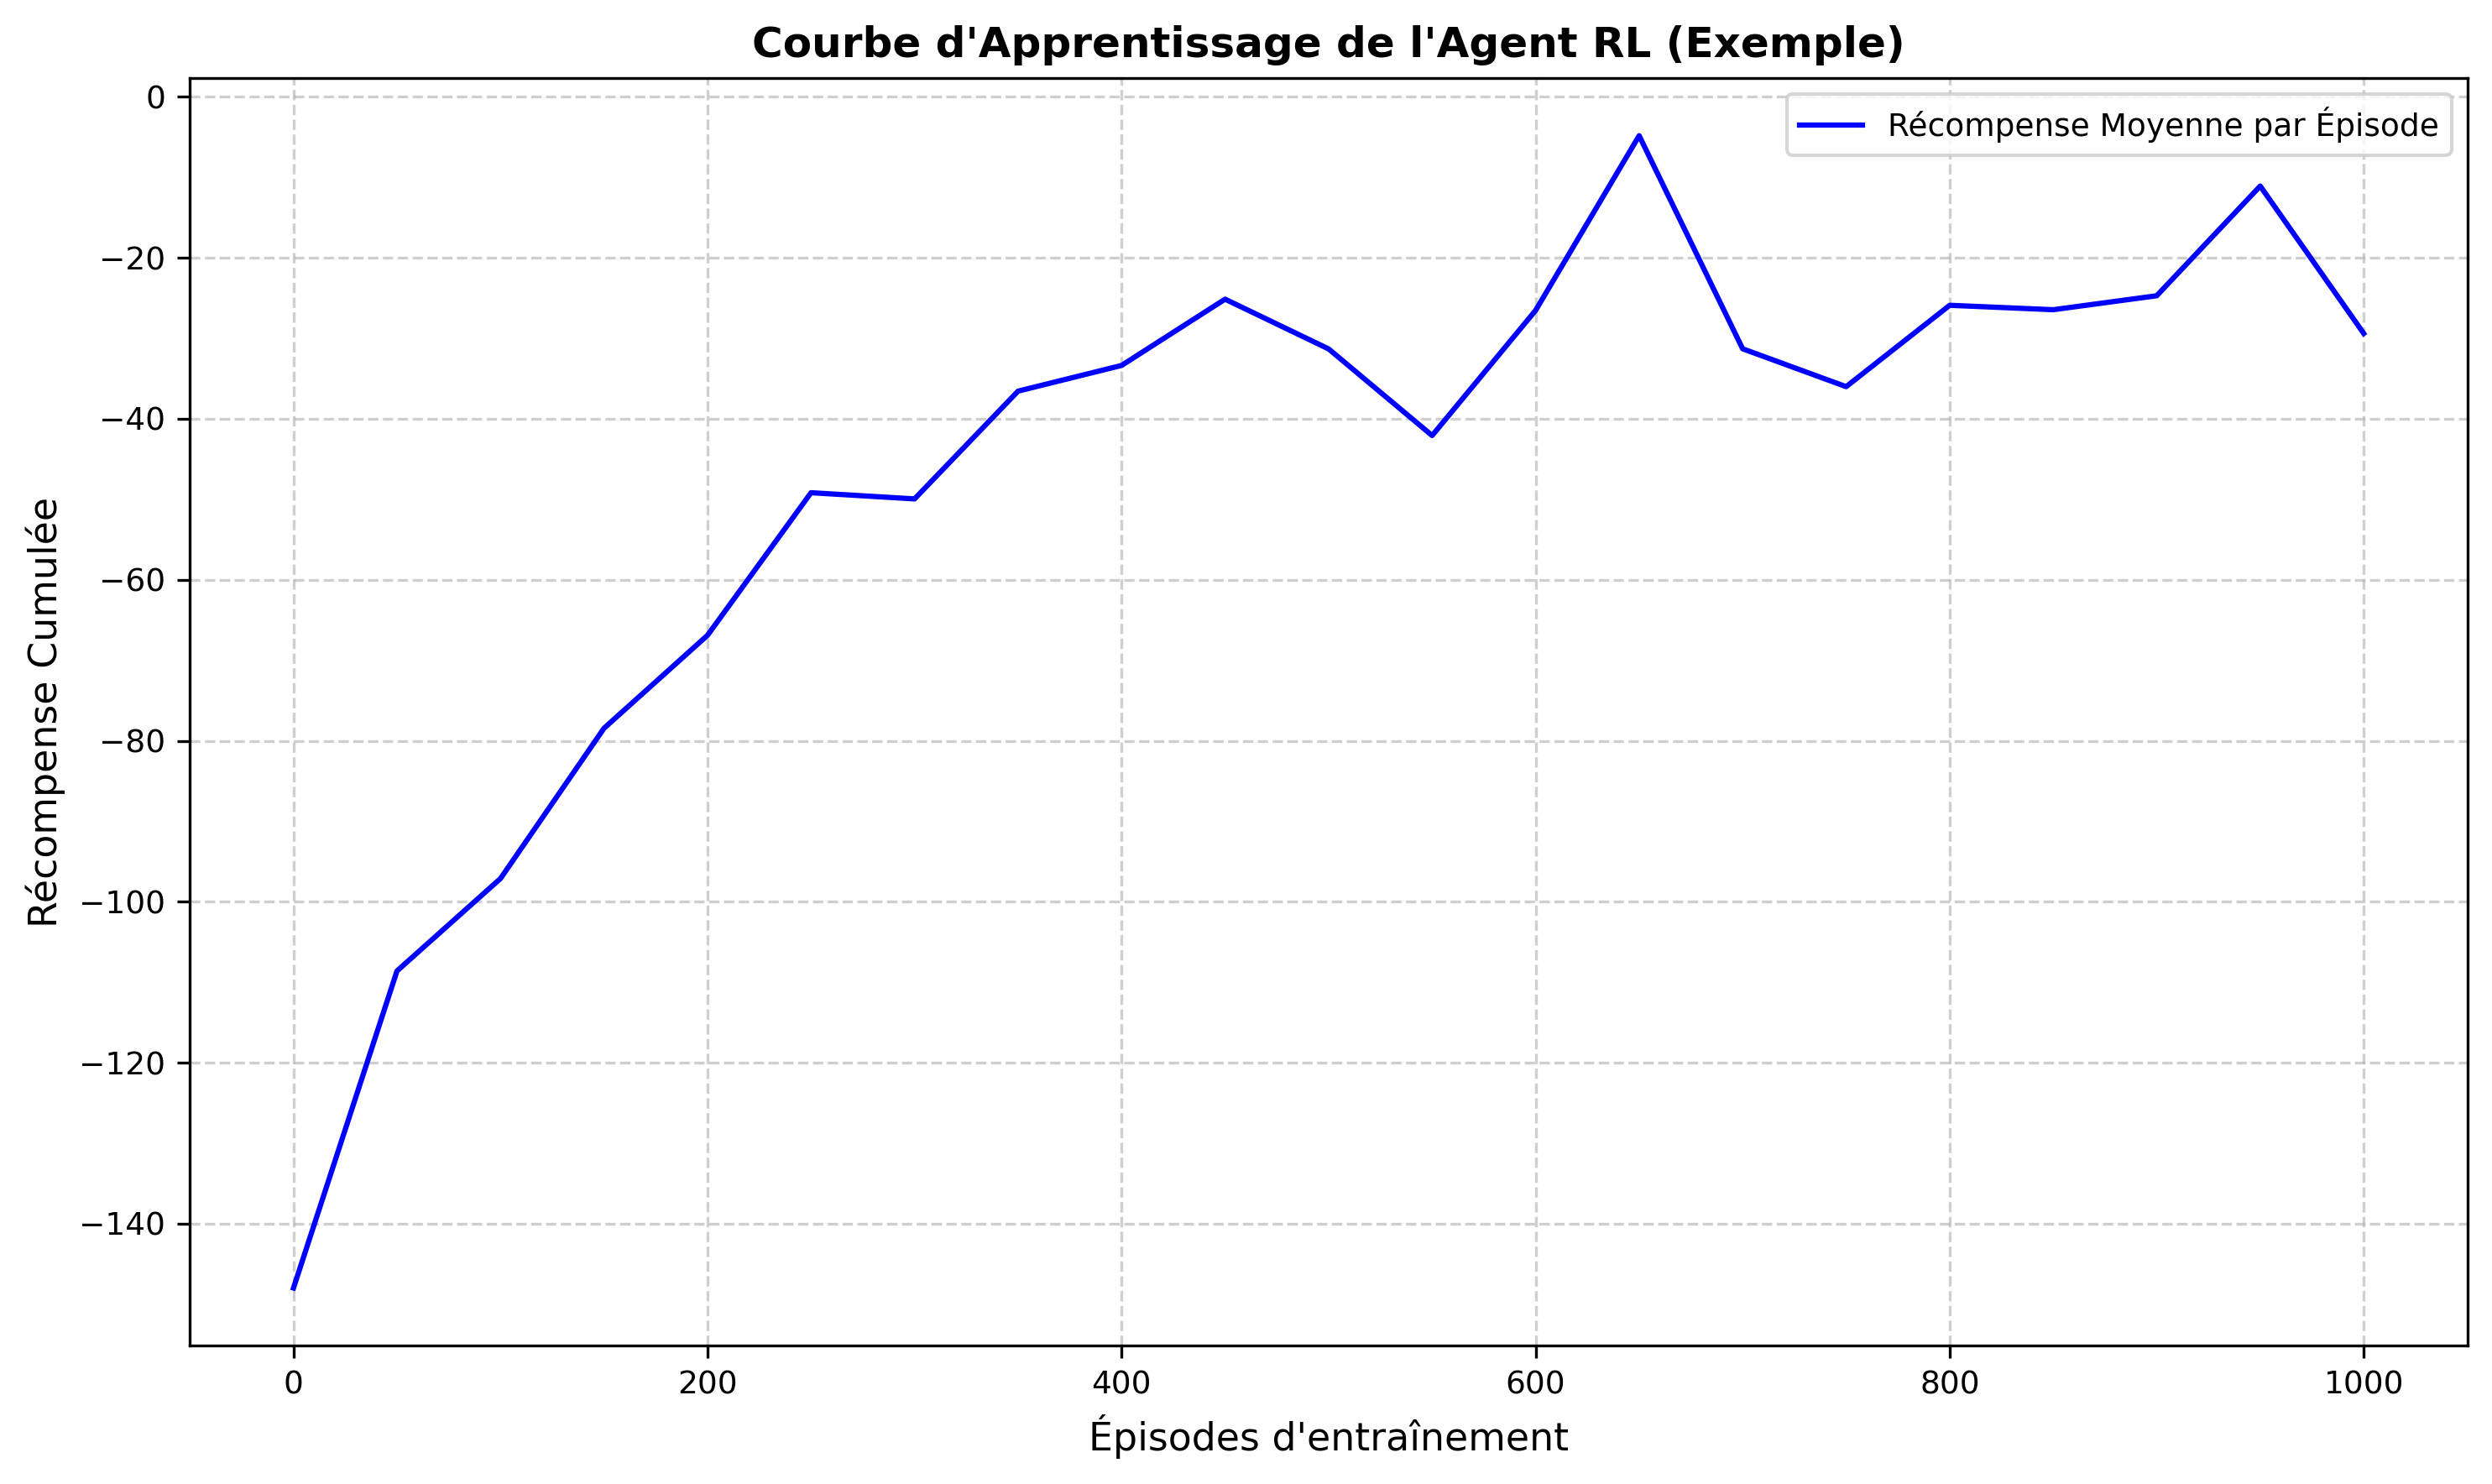 Courbe d'Apprentissage de l'Agent RL (Exemple)
Récompense Moyenne par Épisode
Récompense Cumulée
0
−20
−40
−60
−80
−100
−120
−140
0 200 400 600 800 1000
Épisodes d'entraînement